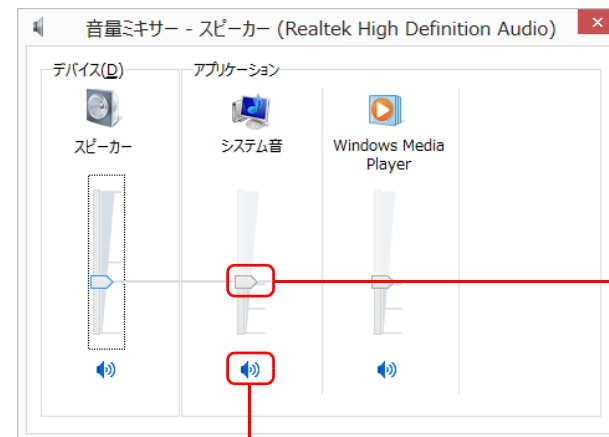 音量ミキサー - スピーカー (Realtek High Definition Audio)
デバイス(D)
アプリケーション
スピーカー
システム音
Windows Media
Player